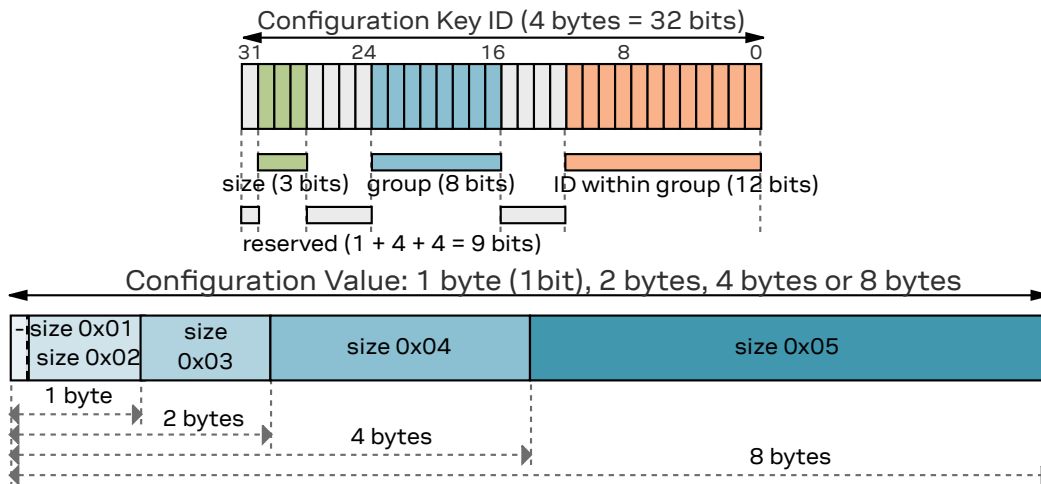 Configuration Key ID (4 bytes = 32 bits)
31 24 16 8 0
size (3 bits) group (8 bits) ID within group (12 bits)
reserved (1 + 4 + 4 = 9 bits)
Configuration Value: 1 byte (1bit), 2 bytes, 4 bytes or 8 bytes
- size 0x01
size 0x02
size
0x03
size 0x04
size 0x05
1 byte
2 bytes
4 bytes
8 bytes